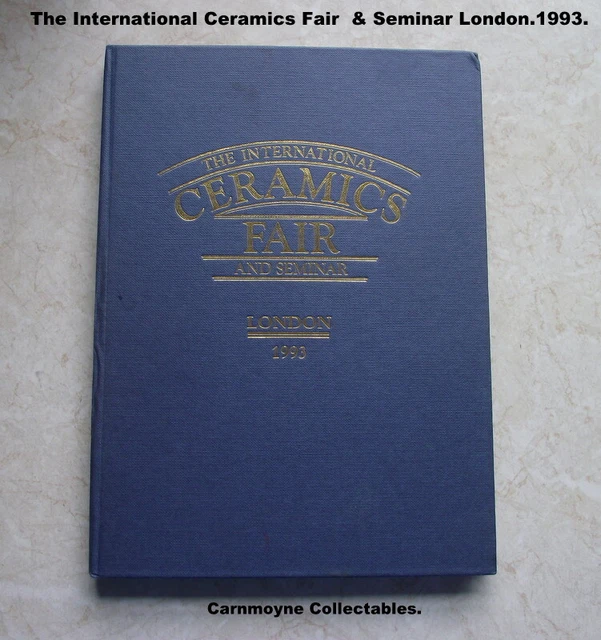 The International Ceramics Fair  & Seminar London.1993.
THE INTERNATIONAL
CERAMICS
FAIR
AND SEMINAR
LONDON
1993
Carnmoyne Collectables.